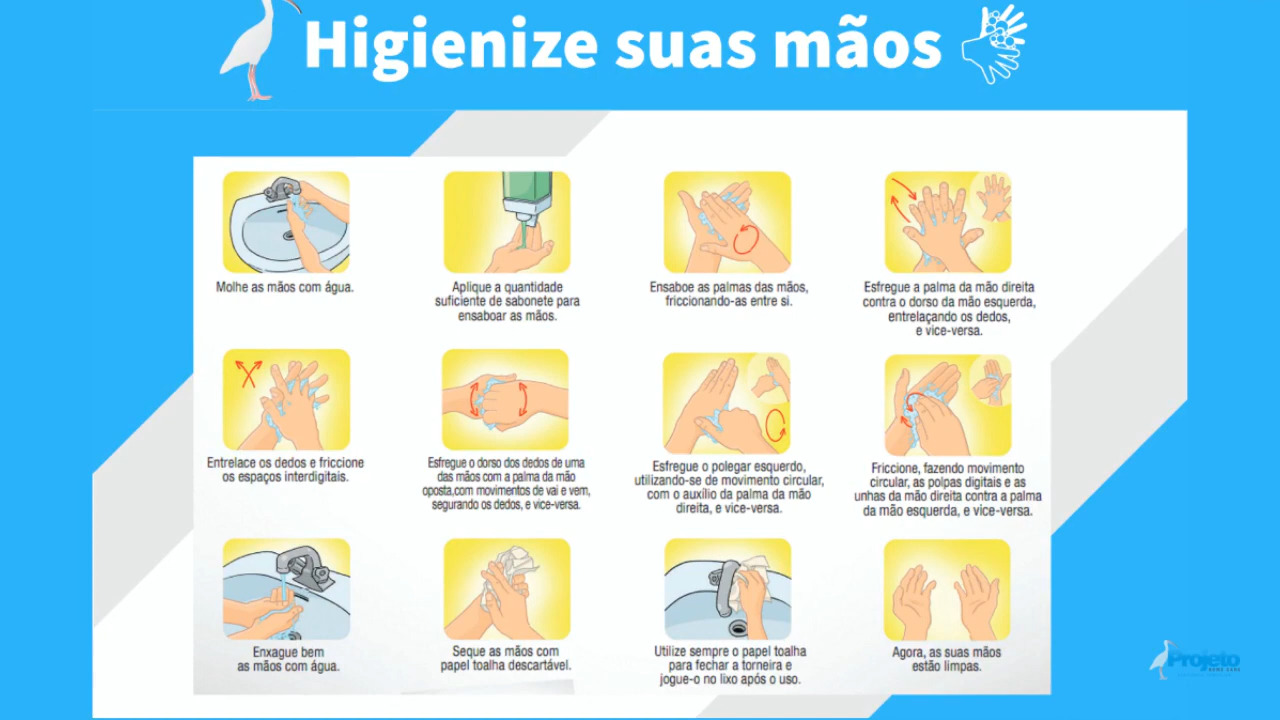 Higienize suas mãos
Molhe as mãos com água.
Aplique a quantidade
suficiente de sabonete para
ensaboar as mãos.
Ensaboe as palmas das mãos,
friccionando-as entre si.
Esfregue a palma da mão direita
contra o dorso da mão esquerda,
entrelaçando os dedos,
e vice-versa.
Entrelace os dedos e friccione
os espaços interdigitais.
Esfregue o dorso dos dedos de uma
das mãos com a palma da mão
oposta,com movimentos de vai e vem,
segurando os dedos, e vice-versa.
Esfregue o polegar esquerdo,
utilizando-se de movimento circular,
com o auxílio da palma da mão
direita, e vice-versa.
Friccione, fazendo movimento
circular, as polpas digitais e as
unhas da mão direita contra a palma
da mão esquerda, e vice-versa.
Enxague bem
as mãos com água.
Seque as mãos com
papel toalha descartável.
Utilize sempre o papel toalha
para fechar a torneira e
jogue-o no lixo após o uso.
Agora, as suas mãos
estão limpas.
Projeto